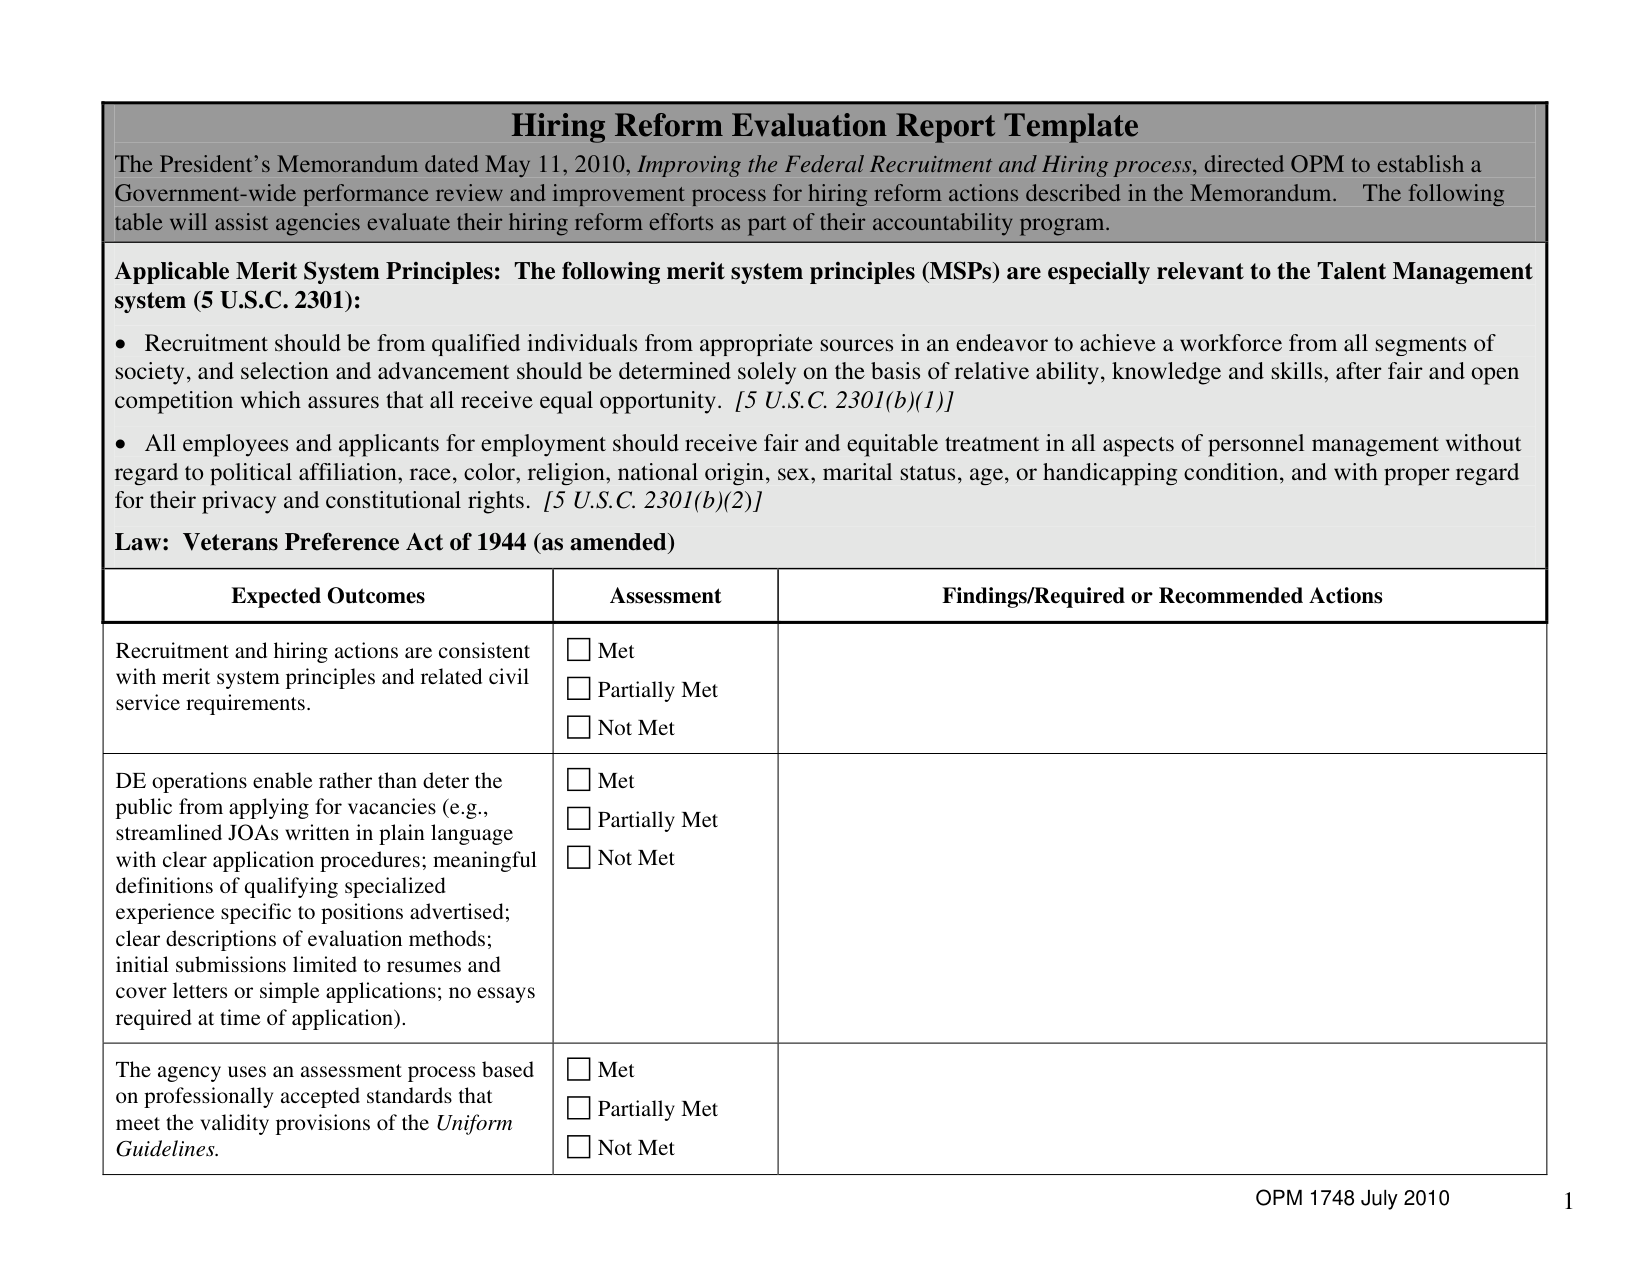 Hiring Reform Evaluation Report Template
The President’s Memorandum dated May 11, 2010, Improving the Federal Recruitment and Hiring process, directed OPM to establish a
Government-wide performance review and improvement process for hiring reform actions described in the Memorandum.    The following
table will assist agencies evaluate their hiring reform efforts as part of their accountability program.
Applicable Merit System Principles:  The following merit system principles (MSPs) are especially relevant to the Talent Management
system (5 U.S.C. 2301):
•   Recruitment should be from qualified individuals from appropriate sources in an endeavor to achieve a workforce from all segments of
society, and selection and advancement should be determined solely on the basis of relative ability, knowledge and skills, after fair and open
competition which assures that all receive equal opportunity.  [5 U.S.C. 2301(b)(1)]
•   All employees and applicants for employment should receive fair and equitable treatment in all aspects of personnel management without
regard to political affiliation, race, color, religion, national origin, sex, marital status, age, or handicapping condition, and with proper regard
for their privacy and constitutional rights.  [5 U.S.C. 2301(b)(2)]
Law:  Veterans Preference Act of 1944 (as amended)
Expected Outcomes
Assessment
Findings/Required or Recommended Actions
Recruitment and hiring actions are consistent
with merit system principles and related civil
service requirements.
Met
Partially Met
Not Met
DE operations enable rather than deter the
public from applying for vacancies (e.g.,
streamlined JOAs written in plain language
with clear application procedures; meaningful
definitions of qualifying specialized
experience specific to positions advertised;
clear descriptions of evaluation methods;
initial submissions limited to resumes and
cover letters or simple applications; no essays
required at time of application).
Met
Partially Met
Not Met
The agency uses an assessment process based
on professionally accepted standards that
meet the validity provisions of the Uniform
Guidelines.
Met
Partially Met
Not Met
OPM 1748 July 2010
1